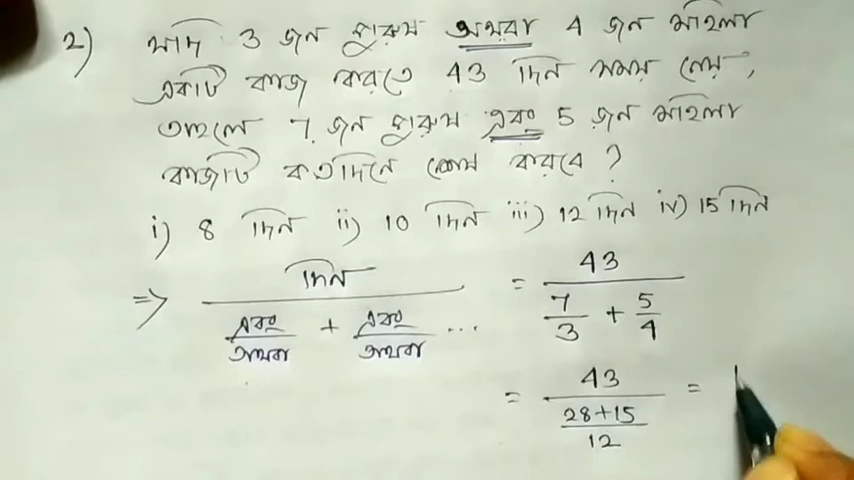 2) যদি 3 জন পুরুষ অথবা 4 জন মহিলা
একটি কাজ করতে 43 দিন সময় নেয়,
তাহলে 7 জন পুরুষ এবং 5 জন মহিলা
কাজটি কতদিনে শেষ করবে ?
i) 8 দিন ii) 10 দিন iii) 12 দিন iv) 15 দিন
=> দিন / (এবং/অথবা + এবং/অথবা ...) = 43 / (7/3 + 5/4)
= 43 / ((28+15)/12) =